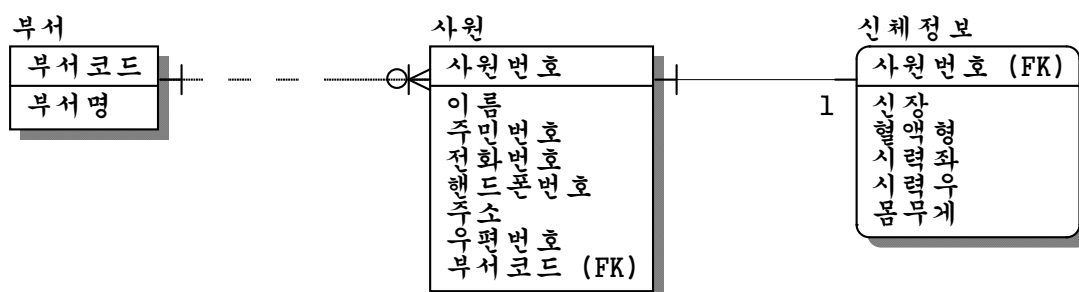 부서
부서코드
부서명
사원
사원번호
이름
주민번호
전화번호
핸드폰번호
주소
우편번호
부서코드 (FK)
1
신체정보
사원번호 (FK)
신장
혈액형
시력좌
시력우
몸무게